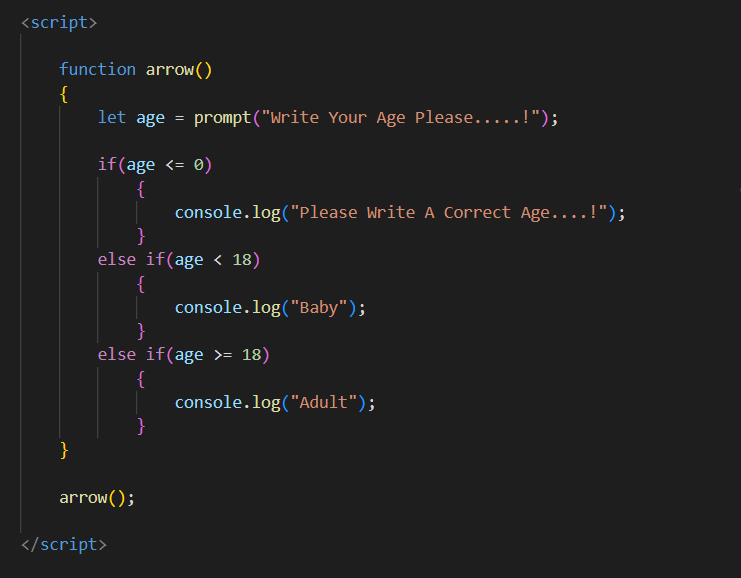 <script>
function arrow()
{
let age = prompt("Write Your Age Please.....!");
if(age <= 0)
{
console.log("Please Write A Correct Age....!");
}
else if(age < 18)
{
console.log("Baby");
}
else if(age >= 18)
{
console.log("Adult");
}
}
arrow();
</script>